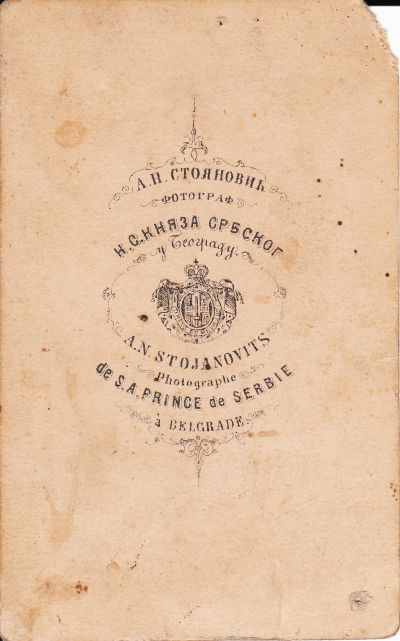 А.Н. СТОЯНОВИЋ
ФОТОГРАФ
Н.С. КНЯЗА СРБСКОГ
у Београду.
A.N. STOJANOVITS
Photographe
de S.A. PRINCE de SERBIE
à BELGRADE.